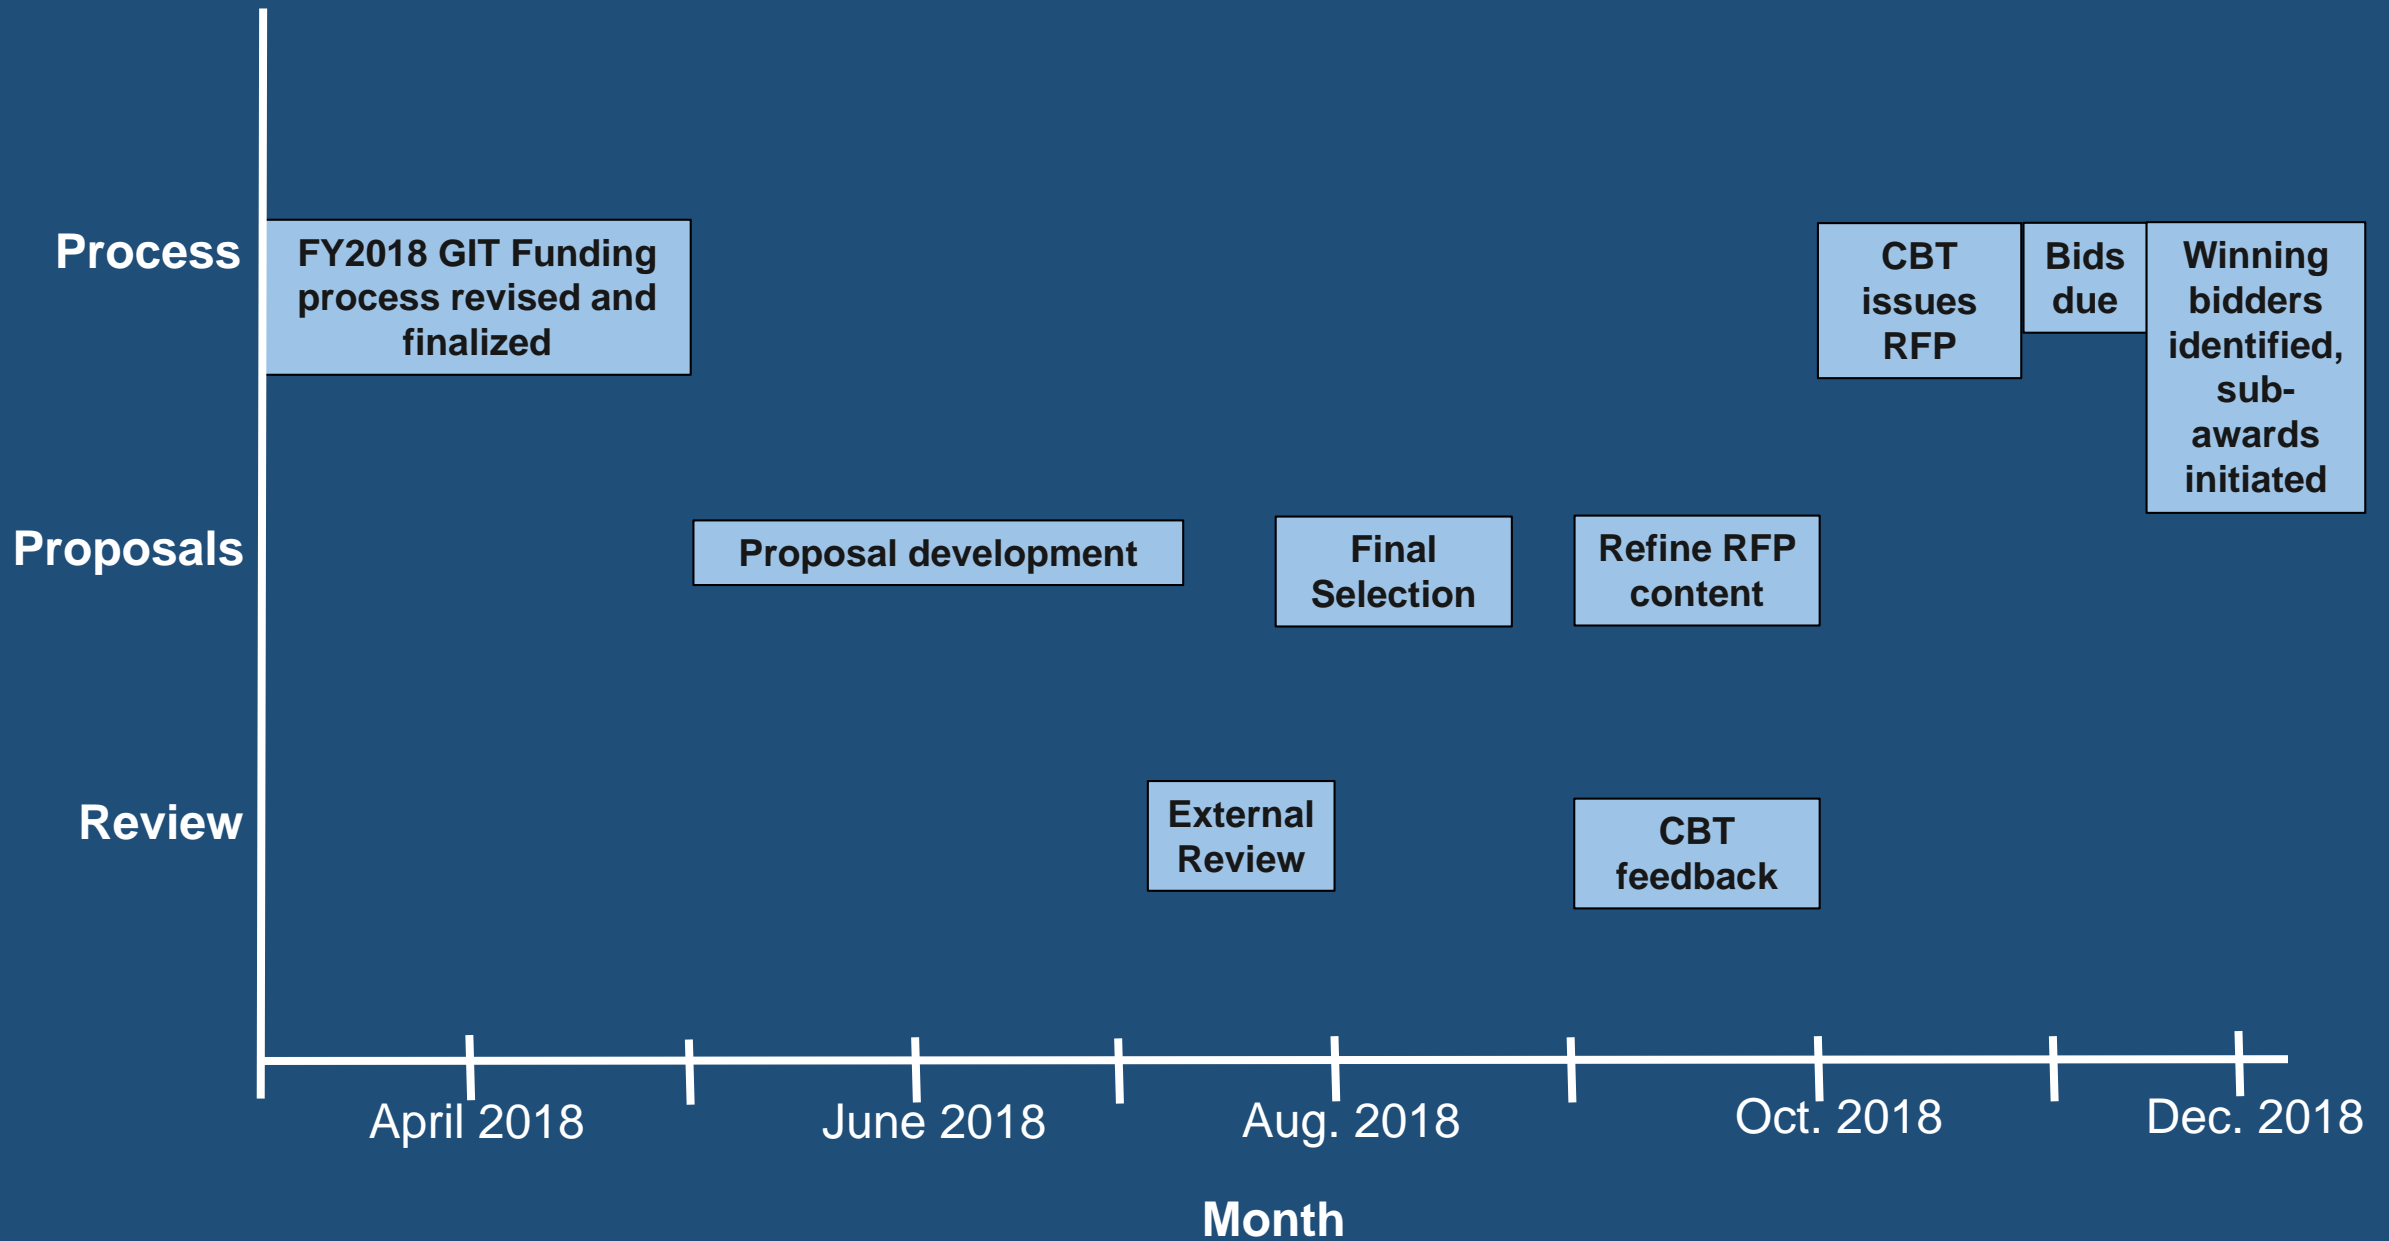 Process
FY2018 GIT Funding
process revised and
finalized
CBT
issues
RFP
Bids
due
Winning
bidders
identified,
sub-
awards
initiated
Proposals
Proposal development
Final
Selection
Refine RFP
content
Review
External
Review
CBT
feedback
April 2018
June 2018
Aug. 2018
Oct. 2018
Dec. 2018
Month